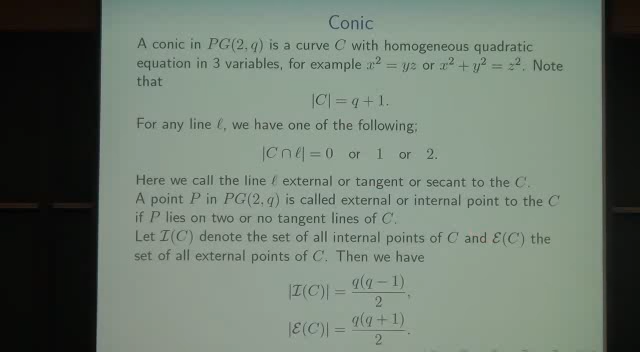 Conic
A conic in PG(2, q) is a curve C with homogeneous quadratic
equation in 3 variables, for example x² = yz or x² + y² = z². Note
that
|C| = q + 1.
For any line ℓ, we have one of the following;
|C ∩ ℓ| = 0 or 1 or 2.
Here we call the line ℓ external or tangent or secant to the C.
A point P in PG(2, q) is called external or internal point to the C
if P lies on two or no tangent lines of C.
Let I(C) denote the set of all internal points of C and E(C) the
set of all external points of C. Then we have
|I(C)| = q(q − 1)/2,
|E(C)| = q(q + 1)/2.